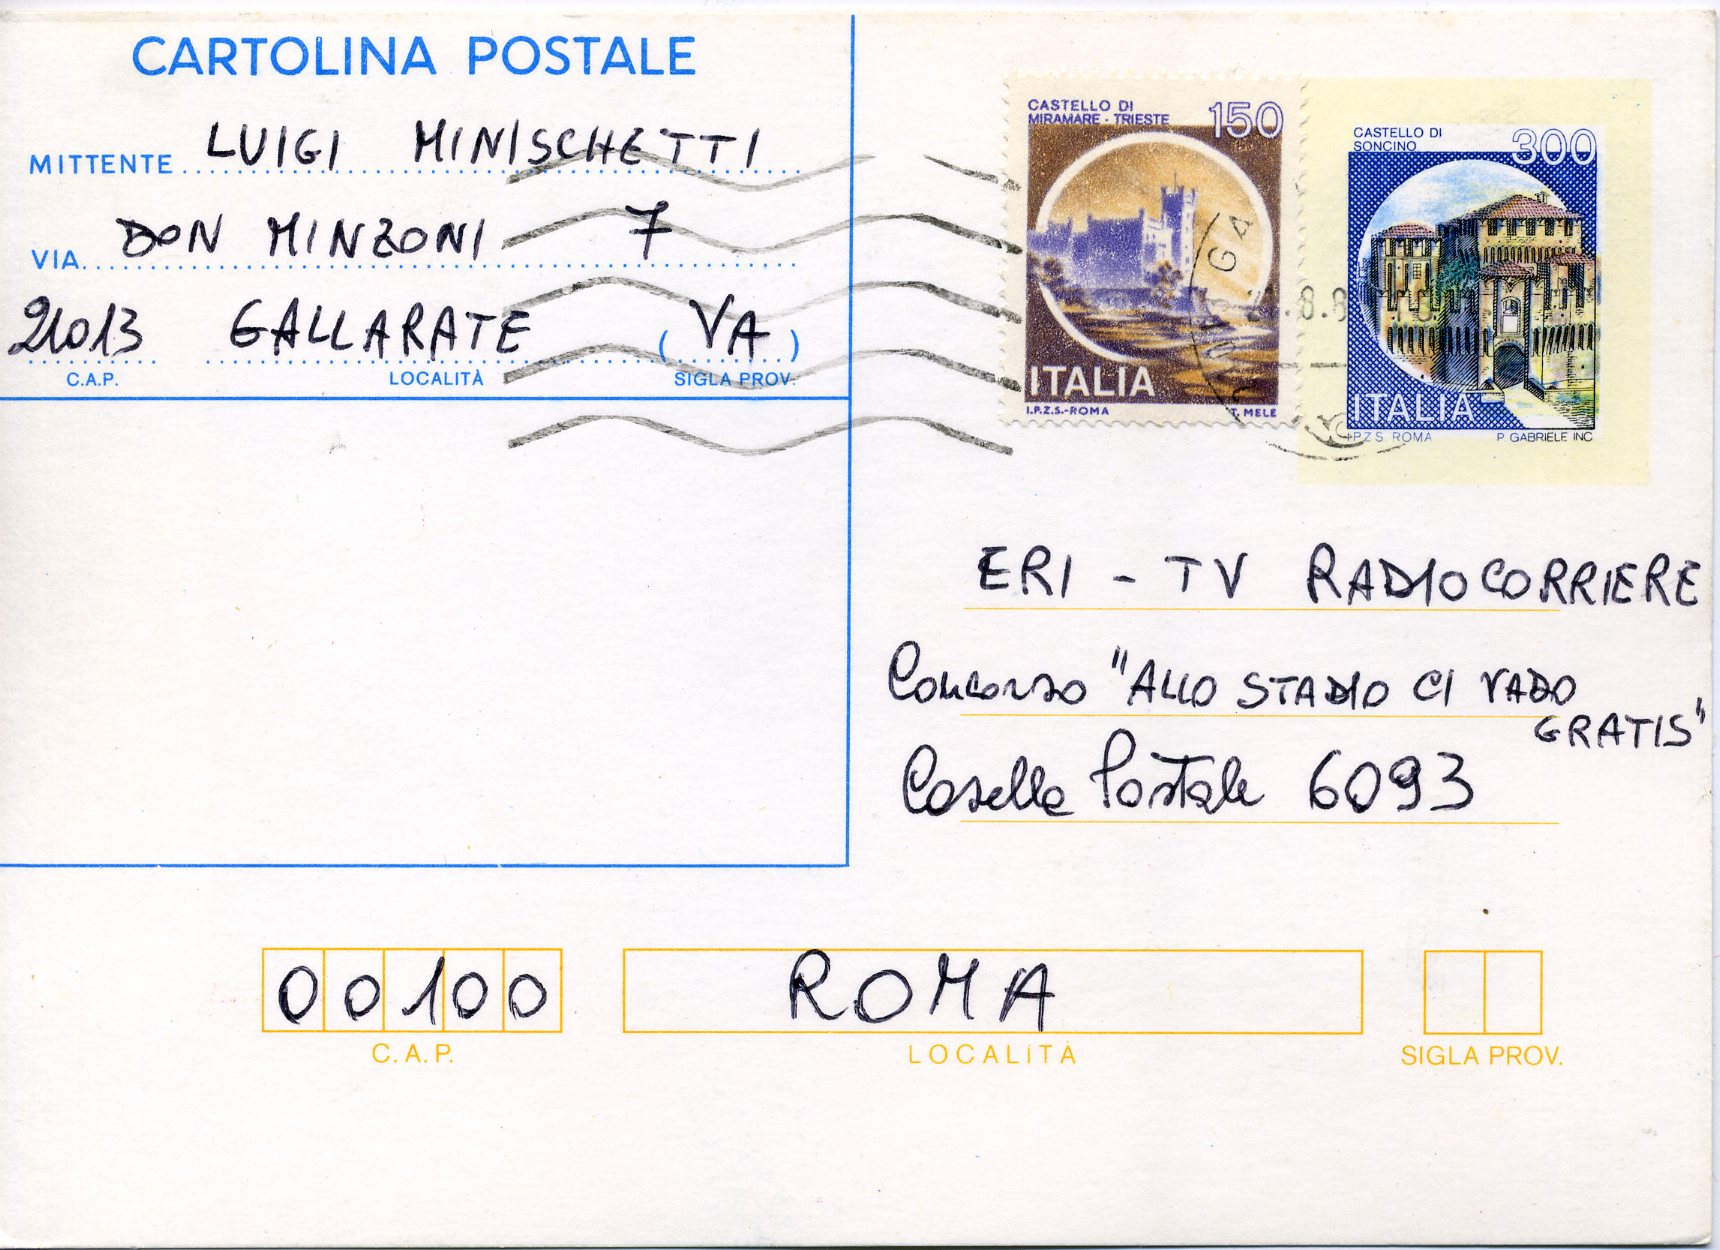 CARTOLINA POSTALE
MITTENTE LUIGI MINISCHETTI
VIA DON MINZONI 7
21013 GALLARATE (VA)
C.A.P. LOCALITÀ SIGLA PROV.
CASTELLO DI
MIRAMARE - TRIESTE
150
ITALIA
I.P.Z.S.-ROMA T. MELE
CASTELLO DI
SONCINO
300
ITALIA
I.P.Z.S. ROMA P GABRIELE INC
ERI - TV RADIOCORRIERE
Concorso "ALLO STADIO CI VADO
GRATIS"
Casella Postale 6093
00100 ROMA
C.A.P. LOCALITÀ SIGLA PROV.